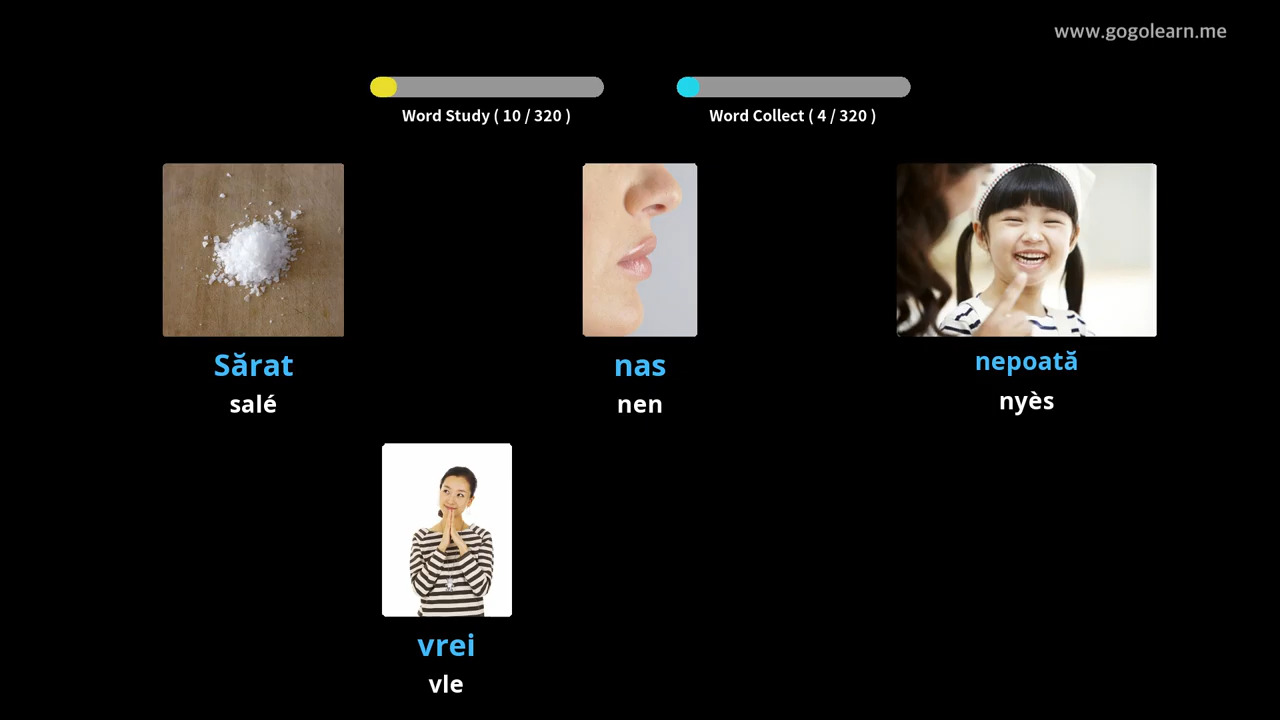 www.gogolearn.me
Word Study ( 10 / 320 )
Word Collect ( 4 / 320 )
Sărat
salé
nas
nen
nepoată
nyès
vrei
vle